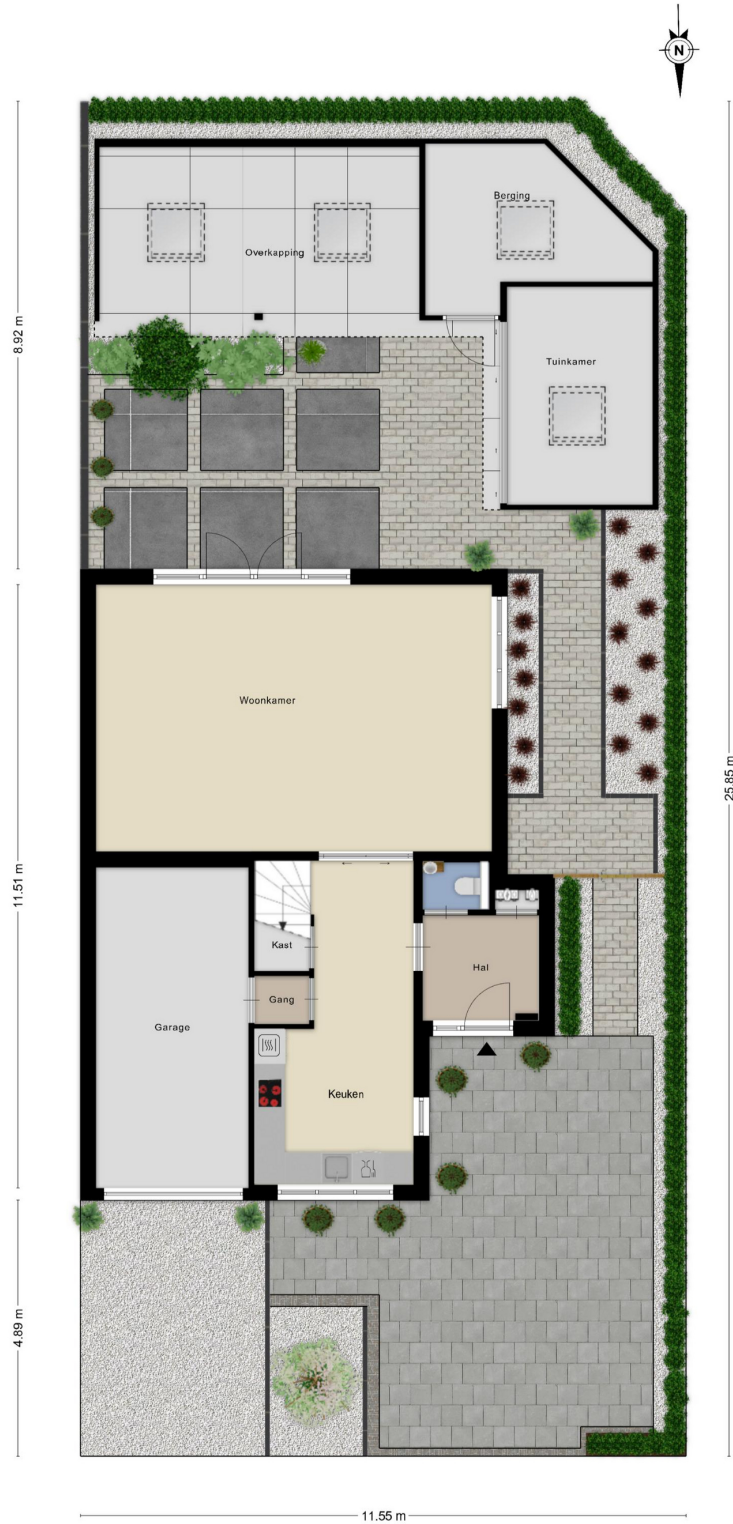 N
Berging
Overkapping
8.92 m
Tuinkamer
Woonkamer
25.85 m
11.51 m
Kast
Hal
Gang
Garage
Keuken
4.89 m
11.55 m